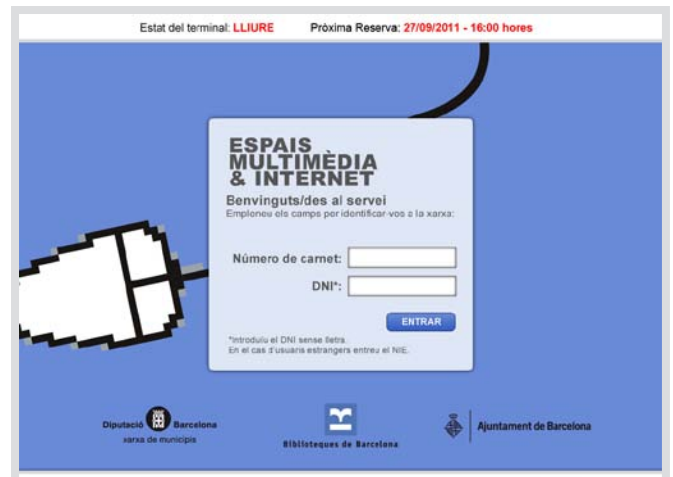 Estat del terminal: LLIURE Pròxima Reserva: 27/09/2011 - 16:00 hores
ESPAIS
MULTIMÈDIA
& INTERNET
Benvinguts/des al servei
Empleneu els camps per identificar-vos a la xarxa:
Número de carnet:
DNI*:
ENTRAR
*Introduïu el DNI sense lletra.
En el cas d'usuaris estrangers entreu el NIE.
Diputació Barcelona
xarxa de municipis
Biblioteques de Barcelona
Ajuntament de Barcelona